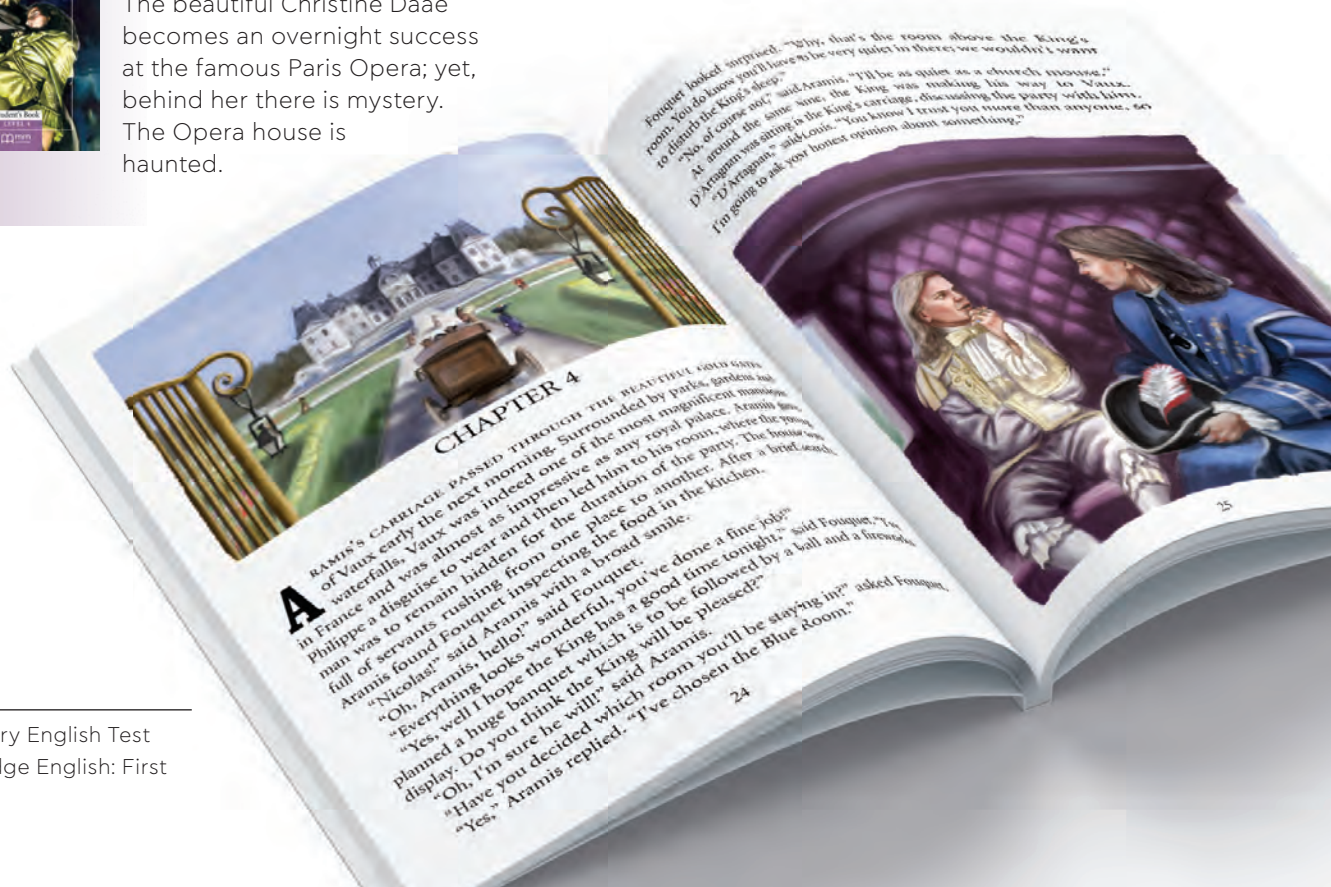 The beautiful Christine Daaé
becomes an overnight success
at the famous Paris Opera; yet,
behind her there is mystery.
The Opera house is
haunted.
Student's Book
LEVEL 4
mm
ry English Test
dge English: First
CHAPTER 4
ARAMIS'S CARRIAGE PASSED THROUGH THE BEAUTIFUL GOLD GATES
of Vaux early the next morning. Surrounded by parks, gardens and
waterfalls, Vaux was indeed one of the most magnificent mansions
in France and was almost as impressive as any royal palace. Aramis gave
Philippe a disguise to wear and then led him to his room, where the young
man was to remain hidden for the duration of the party. The house was
full of servants rushing from one place to another. After a brief search,
Aramis found Fouquet inspecting the food in the kitchen.
"Nicolas!" said Aramis with a broad smile.
"Oh, Aramis, hello!" said Fouquet.
"Everything looks wonderful, you've done a fine job!"
"Yes, well I hope the King has a good time tonight," said Fouquet. "I've
planned a huge banquet which is to be followed by a ball and a fireworks
display. Do you think the King will be pleased?"
"Oh, I'm sure he will!" said Aramis.
"Have you decided which room you'll be staying in?" asked Fouquet.
"Yes," Aramis replied. "I've chosen the Blue Room."
24
Fouquet looked surprised. "Why, that's the room above the King's
room. You do know you'll have to be very quiet in there; we wouldn't want
to disturb the King's sleep."
"No, of course not," said Aramis, "I'll be as quiet as a church mouse."
At around the same time, the King was making his way to Vaux.
D'Artagnan was sitting in the King's carriage, discussing the party with him.
"D'Artagnan," said Louis. "You know I trust you more than anyone, so
I'm going to ask your honest opinion about something."
25